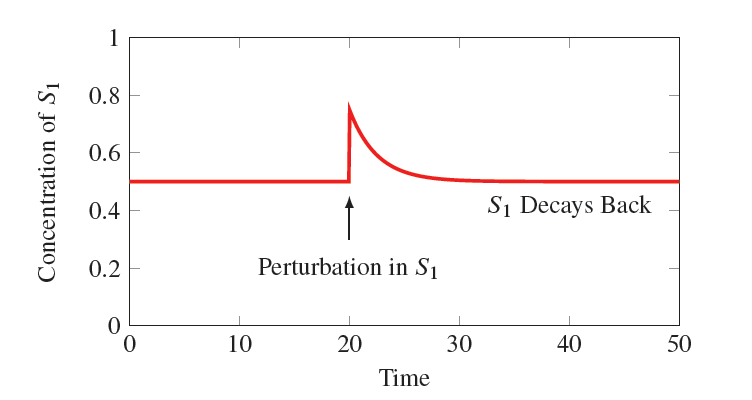 Concentration of S1
1
0.8
0.6
0.4
0.2
0
S1 Decays Back
Perturbation in S1
0 10 20 30 40 50
Time